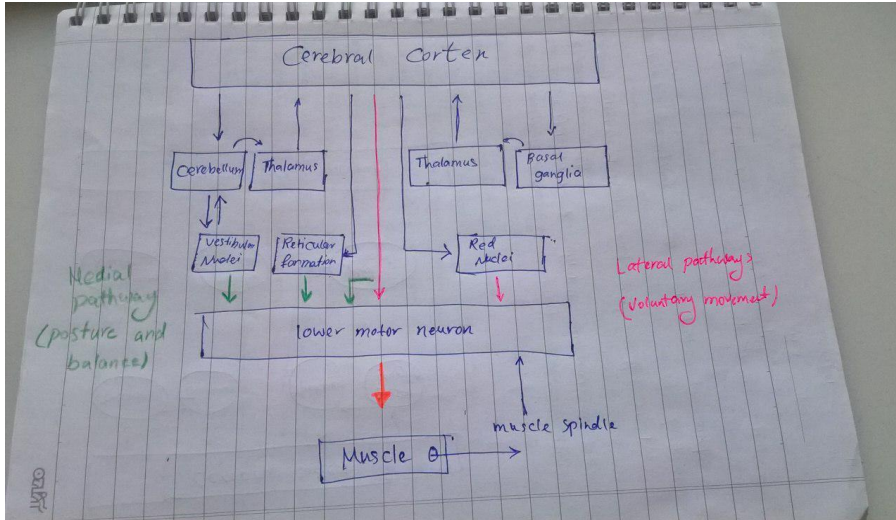 Cerebral Corten
Cerebellum
Thalamus
Thalamus
Basal
ganglia
Vestibular
Nuclei
Reticular
formation
Red
Nuclei
Medial
pathway
(posture and
balance)
Lateral pathways
(voluntary movement)
lower motor neuron
muscle spindle
Muscle